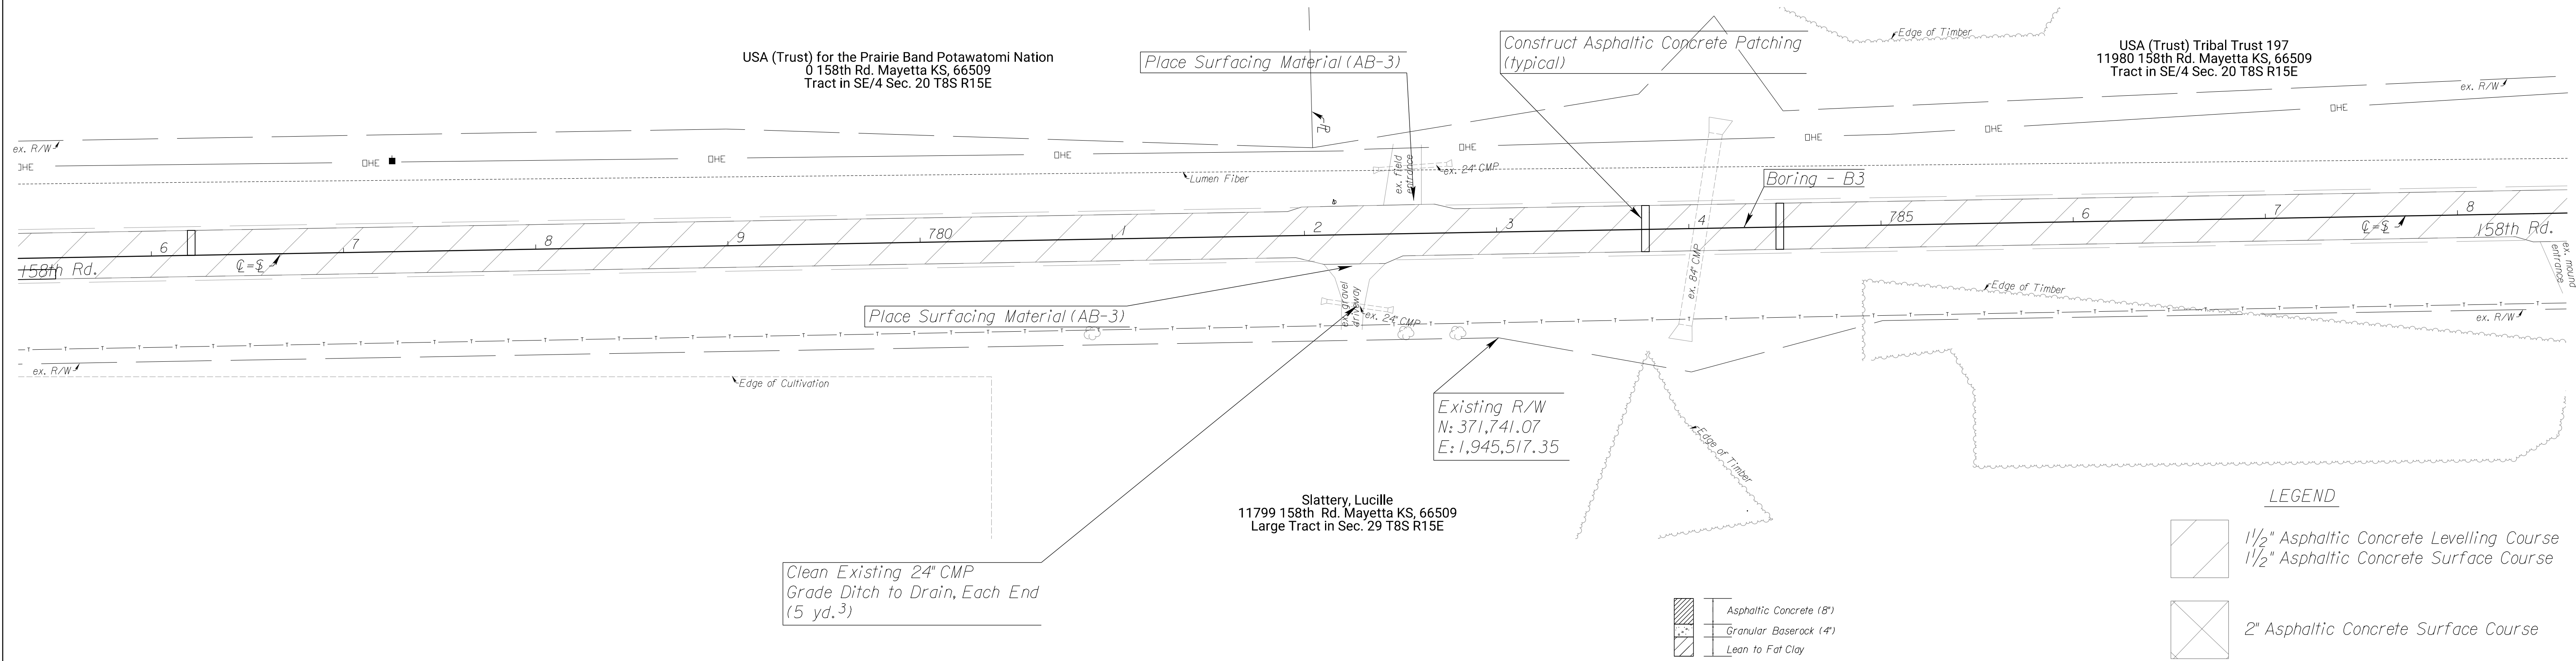 USA (Trust) for the Prairie Band Potawatomi Nation
0 158th Rd. Mayetta KS, 66509
Tract in SE/4 Sec. 20 T8S R15E
Place Surfacing Material (AB-3)
Construct Asphaltic Concrete Patching
(typical)
Edge of Timber
USA (Trust) Tribal Trust 197
11980 158th Rd. Mayetta KS, 66509
Tract in SE/4 Sec. 20 T8S R15E
ex. R/W
ex. R/W
OHE
OHE
OHE
OHE
OHE
OHE
OHE
OHE
Lumen Fiber
ex. field
entrance
ex. 24" CMP
Boring - B3
6
7
8
9
780
1
2
3
4
785
6
7
8
158th Rd.
℄=
℄=
158th Rd.
ex. mound
entrance
ex. 84" CMP
ex. gravel
driveway
ex. 24" CMP
Place Surfacing Material (AB-3)
Edge of Timber
T T T T T T T T T T T T T T T T T T T T T T T T T T T T T T T T T T T T T T T
ex. R/W
ex. R/W
Edge of Cultivation
Existing R/W
N: 371,741.07
E: 1,945,517.35
Edge of Timber
Slattery, Lucille
11799 158th Rd. Mayetta KS, 66509
Large Tract in Sec. 29 T8S R15E
Clean Existing 24" CMP
Grade Ditch to Drain, Each End
(5 yd.³)
Asphaltic Concrete (8")
Granular Baserock (4")
Lean to Fat Clay
LEGEND
1½" Asphaltic Concrete Levelling Course
1½" Asphaltic Concrete Surface Course
2" Asphaltic Concrete Surface Course